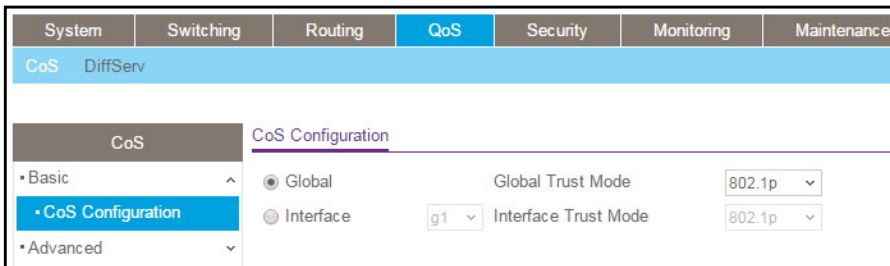 System Switching Routing QoS Security Monitoring Maintenance
CoS DiffServ
CoS
CoS Configuration
Basic
Global Global Trust Mode 802.1p
CoS Configuration
Interface g1 Interface Trust Mode 802.1p
Advanced